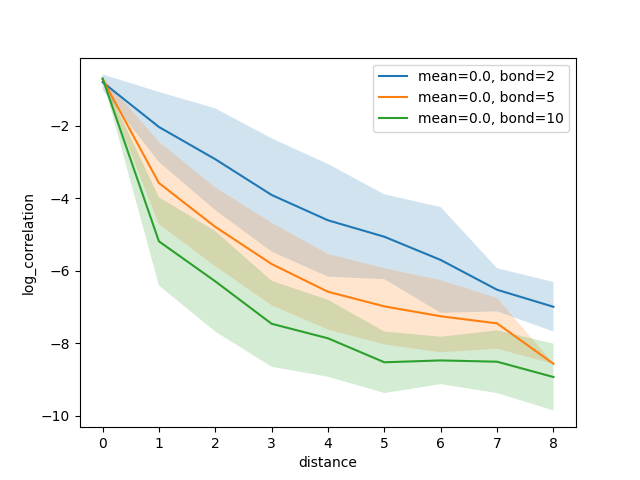 mean=0.0, bond=2
mean=0.0, bond=5
mean=0.0, bond=10
log_correlation
−2
−4
−6
−8
−10
0 1 2 3 4 5 6 7 8
distance